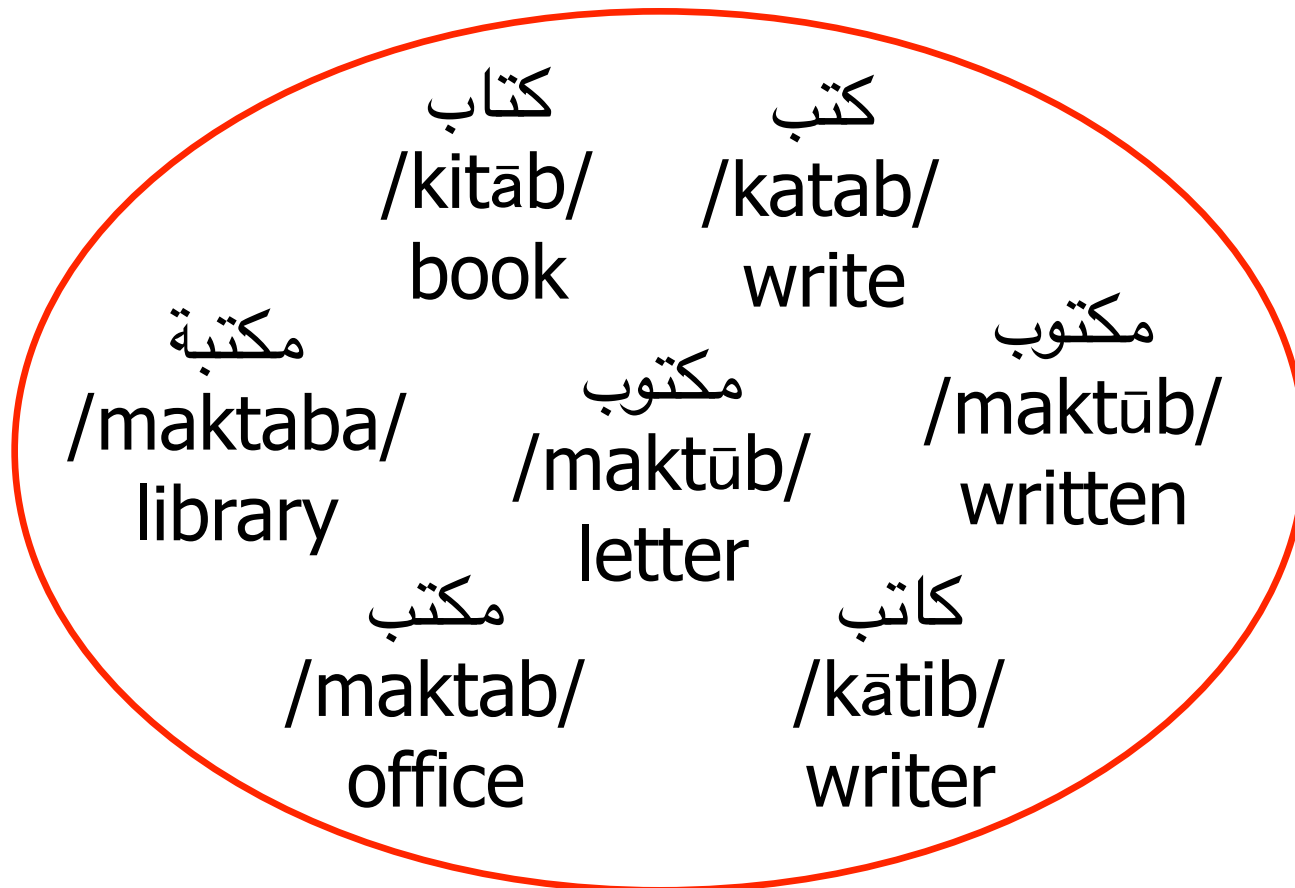 كتاب
/kitāb/
book
كتب
/katab/
write
مكتبة
/maktaba/
library
مكتوب
/maktūb/
letter
مكتوب
/maktūb/
written
مكتب
/maktab/
office
كاتب
/kātib/
writer